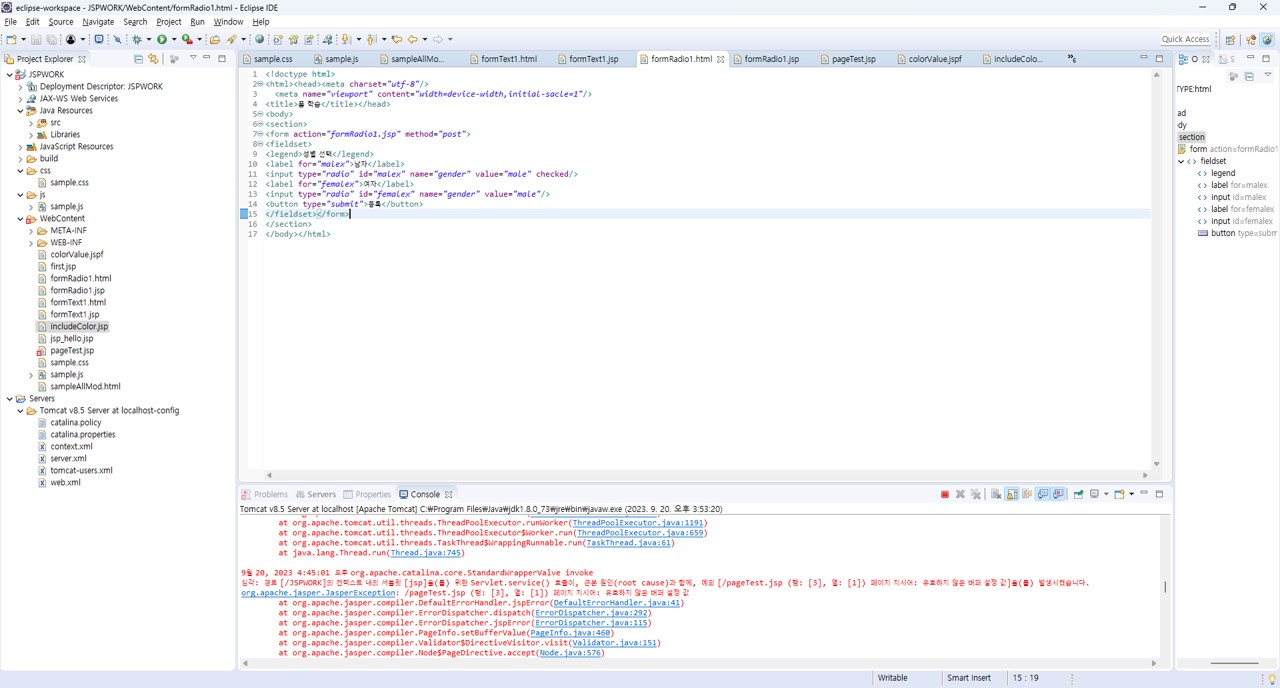 eclipse-workspace - JSPWORK/WebContent/formRadio1.html - Eclipse IDE
File Edit Source Navigate Search Project Run Window Help
Quick Access
Project Explorer
JSPWORK
Deployment Descriptor: JSPWORK
JAX-WS Web Services
Java Resources
src
Libraries
JavaScript Resources
build
css
sample.css
js
sample.js
WebContent
META-INF
WEB-INF
colorValue.jspf
first.jsp
formRadio1.html
formRadio1.jsp
formText1.html
formText1.jsp
includeColor.jsp
jsp_hello.jsp
pageTest.jsp
sample.css
sample.js
sampleAllMod.html
Servers
Tomcat v8.5 Server at localhost-config
catalina.policy
catalina.properties
context.xml
server.xml
tomcat-users.xml
web.xml
sample.css sample.js sampleAllMo... formText1.html formText1.jsp formRadio1.html formRadio1.jsp pageTest.jsp colorValue.jspf includeColo...
1 <!doctype html>
2 <html><head><meta charset="utf-8"/>
3 <meta name="viewport" content="width=device-width,initial-sacle=1"/>
4 <title>폼 학습</title></head>
5 <body>
6 <section>
7 <form action="formRadio1.jsp" method="post">
8 <fieldset>
9 <legend>성별 선택</legend>
10 <label for="malex">남자</label>
11 <input type="radio" id="malex" name="gender" value="male" checked/>
12 <label for="femalex">여자</label>
13 <input type="radio" id="femalex" name="gender" value="male"/>
14 <button type="submit">등록</button>
15 </fieldset></form>
16 </section>
17 </body></html>
O S
TYPE:html
ad
dy
section
form action=formRadio1
fieldset
legend
label for=malex
input id=malex
label for=femalex
input id=femalex
button type=subm
Problems Servers Properties Console
Tomcat v8.5 Server at localhost [Apache Tomcat] C:₩Program Files₩Java₩jdk1.8.0_73₩jre₩bin₩javaw.exe (2023. 9. 20. 오후 3:53:20)
at org.apache.tomcat.util.threads.ThreadPoolExecutor.runWorker(ThreadPoolExecutor.java:1191)
at org.apache.tomcat.util.threads.ThreadPoolExecutor$Worker.run(ThreadPoolExecutor.java:659)
at org.apache.tomcat.util.threads.TaskThread$WrappingRunnable.run(TaskThread.java:61)
at java.lang.Thread.run(Thread.java:745)
9월 20, 2023 4:45:01 오후 org.apache.catalina.core.StandardWrapperValve invoke
심각: 경로 [/JSPWORK]의 컨텍스트 내의 서블릿 [jsp]을(를) 위한 Servlet.service() 호출이, 근본 원인(root cause)과 함께, 예외 [/pageTest.jsp (행: [3], 열: [1]) 페이지 지시어: 유효하지 않은 버퍼 설정 값]을(를) 발생시켰습니다.
org.apache.jasper.JasperException: /pageTest.jsp (행: [3], 열: [1]) 페이지 지시어: 유효하지 않은 버퍼 설정 값
at org.apache.jasper.compiler.DefaultErrorHandler.jspError(DefaultErrorHandler.java:41)
at org.apache.jasper.compiler.ErrorDispatcher.dispatch(ErrorDispatcher.java:292)
at org.apache.jasper.compiler.ErrorDispatcher.jspError(ErrorDispatcher.java:115)
at org.apache.jasper.compiler.PageInfo.setBufferValue(PageInfo.java:460)
at org.apache.jasper.compiler.Validator$DirectiveVisitor.visit(Validator.java:151)
at org.apache.jasper.compiler.Node$PageDirective.accept(Node.java:576)
Writable Smart Insert 15 : 19